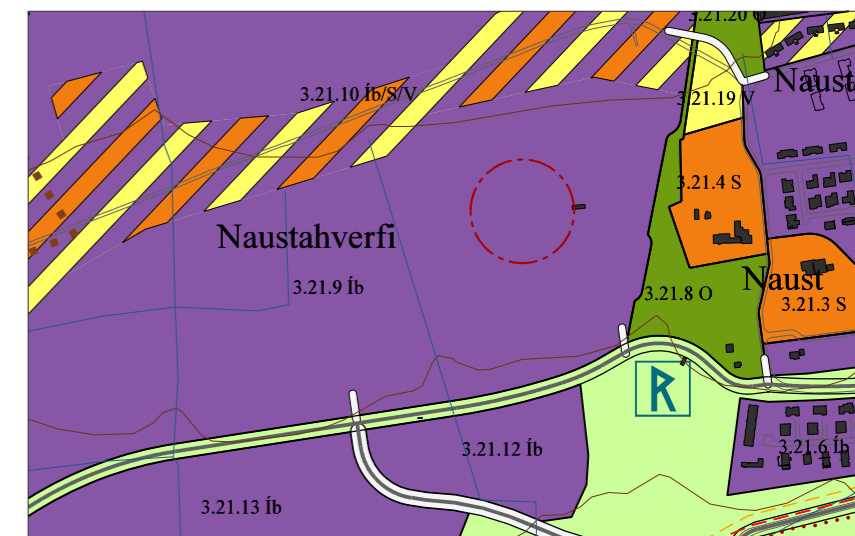 3.21.20 O
Naust
3.21.10 Íb/S/V
3.21.19 V
3.21.4 S
Naustahverfi
Naust
3.21.9 Íb
3.21.8 O
3.21.3 S
R
3.21.12 Íb
3.21.6 Íb
3.21.13 Íb